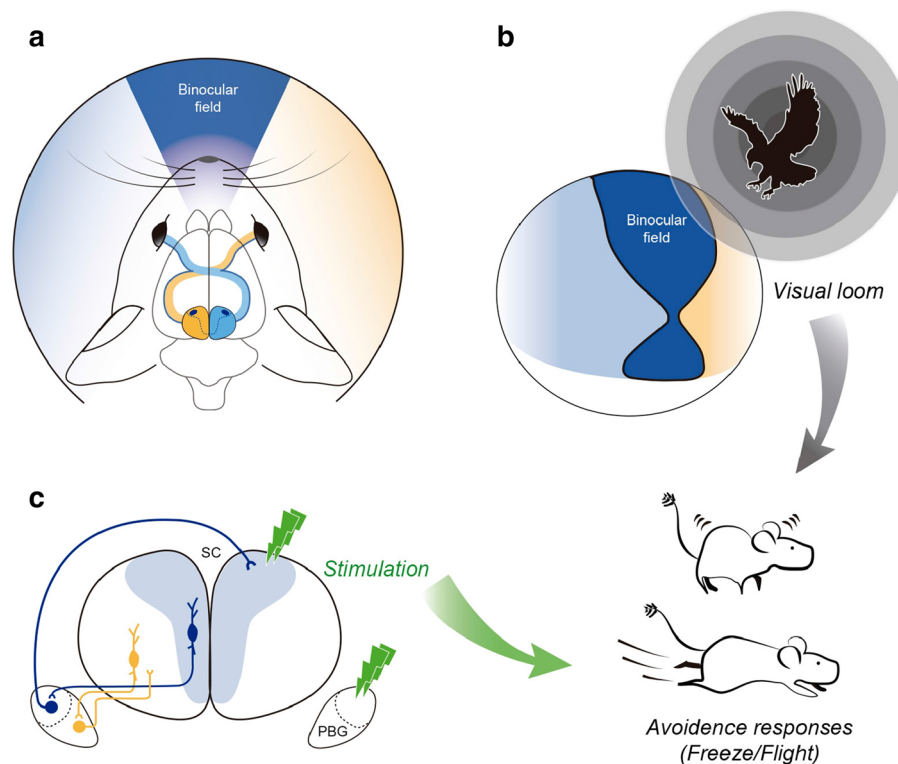 a
Binocular
field
b
Binocular
field
Visual loom
c
SC
Stimulation
PBG
Avoidence responses
(Freeze/Flight)